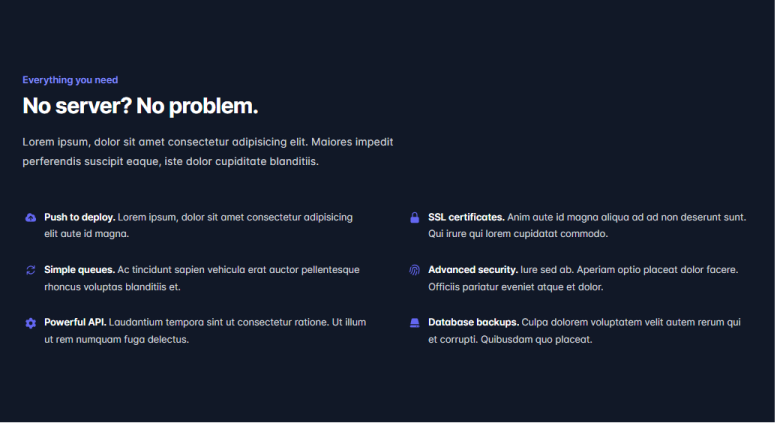 Everything you need
No server? No problem.
Lorem ipsum, dolor sit amet consectetur adipisicing elit. Maiores impedit
perferendis suscipit eaque, iste dolor cupiditate blanditiis.
Push to deploy. Lorem ipsum, dolor sit amet consectetur adipisicing
elit aute id magna.
SSL certificates. Anim aute id magna aliqua ad ad non deserunt sunt.
Qui irure qui lorem cupidatat commodo.
Simple queues. Ac tincidunt sapien vehicula erat auctor pellentesque
rhoncus voluptas blanditiis et.
Advanced security. Iure sed ab. Aperiam optio placeat dolor facere.
Officiis pariatur eveniet atque et dolor.
Powerful API. Laudantium tempora sint ut consectetur ratione. Ut illum
ut rem numquam fuga delectus.
Database backups. Culpa dolorem voluptatem velit autem rerum qui
et corrupti. Quibusdam quo placeat.